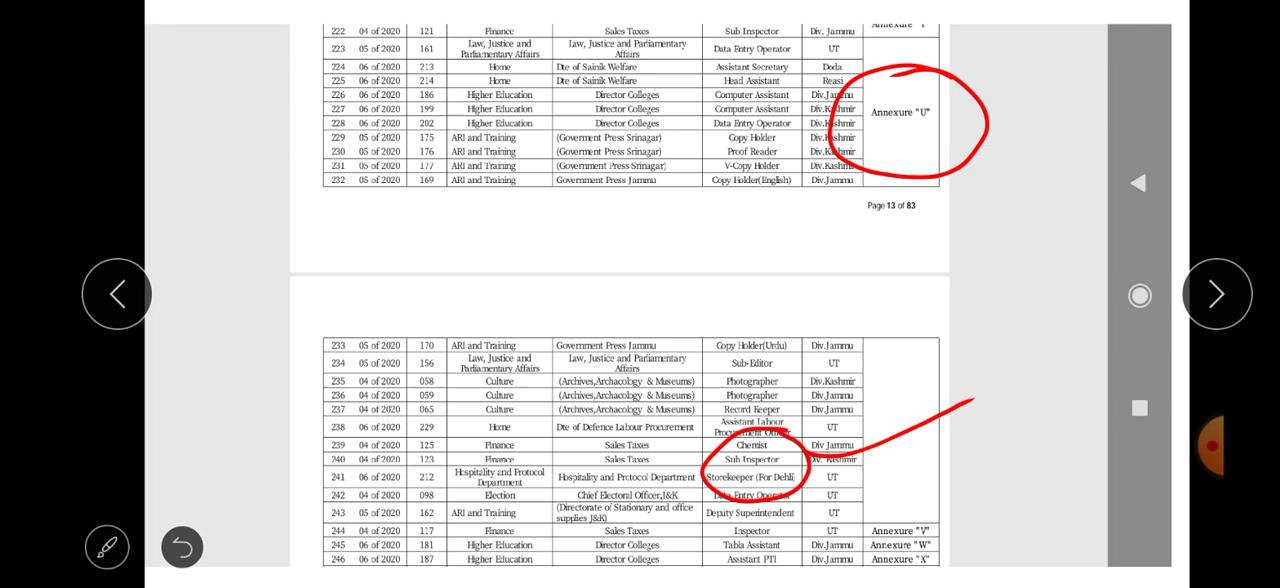 222 04 of 2020 121 Finance Sales Taxes Sub Inspector Div. Jammu
223 05 of 2020 161 Law, Justice and Parliamentary Affairs Law, Justice and Parliamentary Affairs Data Entry Operator UT
224 06 of 2020 213 Home Dte of Sainik Welfare Assistant Secretary Doda
225 06 of 2020 214 Home Dte of Sainik Welfare Head Assistant Reasi
226 06 of 2020 186 Higher Education Director Colleges Computer Assistant Div.Jammu
227 06 of 2020 199 Higher Education Director Colleges Computer Assistant Div.Kashmir Annexure "U"
228 06 of 2020 202 Higher Education Director Colleges Data Entry Operator Div.Kashmir
229 05 of 2020 175 ARI and Training (Goverment Press Srinagar) Copy Holder Div.Kashmir
230 05 of 2020 176 ARI and Training (Goverment Press Srinagar) Proof Reader Div.Kashmir
231 05 of 2020 177 ARI and Training (Government Press Srinagar) V-Copy Holder Div.Kashmir
232 05 of 2020 169 ARI and Training Government Press Jammu Copy Holder(English) Div.Jammu
Page 13 of 83
233 05 of 2020 170 ARI and Training Government Press Jammu Copy Holder(Urdu) Div.Jammu
234 05 of 2020 156 Law, Justice and Parliamentary Affairs Law, Justice and Parliamentary Affairs Sub-Editor UT
235 04 of 2020 058 Culture (Archives,Archacology & Museums) Photographer Div.Kashmir
236 04 of 2020 059 Culture (Archives,Archacology & Museums) Photographer Div.Jammu
237 04 of 2020 065 Culture (Archives,Archacology & Museums) Record Keeper Div.Jammu
238 06 of 2020 229 Home Dte of Defence Labour Procurement Assistant Labour Procurement Officer UT
239 04 of 2020 125 Finance Sales Taxes Chemist Div Jammu
240 04 of 2020 123 Finance Sales Taxes Sub Inspector Div. Kashmir
241 06 of 2020 212 Hospitality and Protocol Department Hospitality and Protocol Department Storekeeper (For Dehli) UT
242 04 of 2020 098 Election Chief Electoral Officer,J&K Data Entry Operator UT
243 05 of 2020 162 ARI and Training (Directorate of Stationary and office supplies J&K) Deputy Superintendent UT
244 04 of 2020 117 Finance Sales Taxes Inspector UT Annexure "V"
245 06 of 2020 181 Higher Education Director Colleges Tabla Assistant Div.Jammu Annexure "W"
246 06 of 2020 187 Higher Education Director Colleges Assistant PTI Div.Jammu Annexure "X"